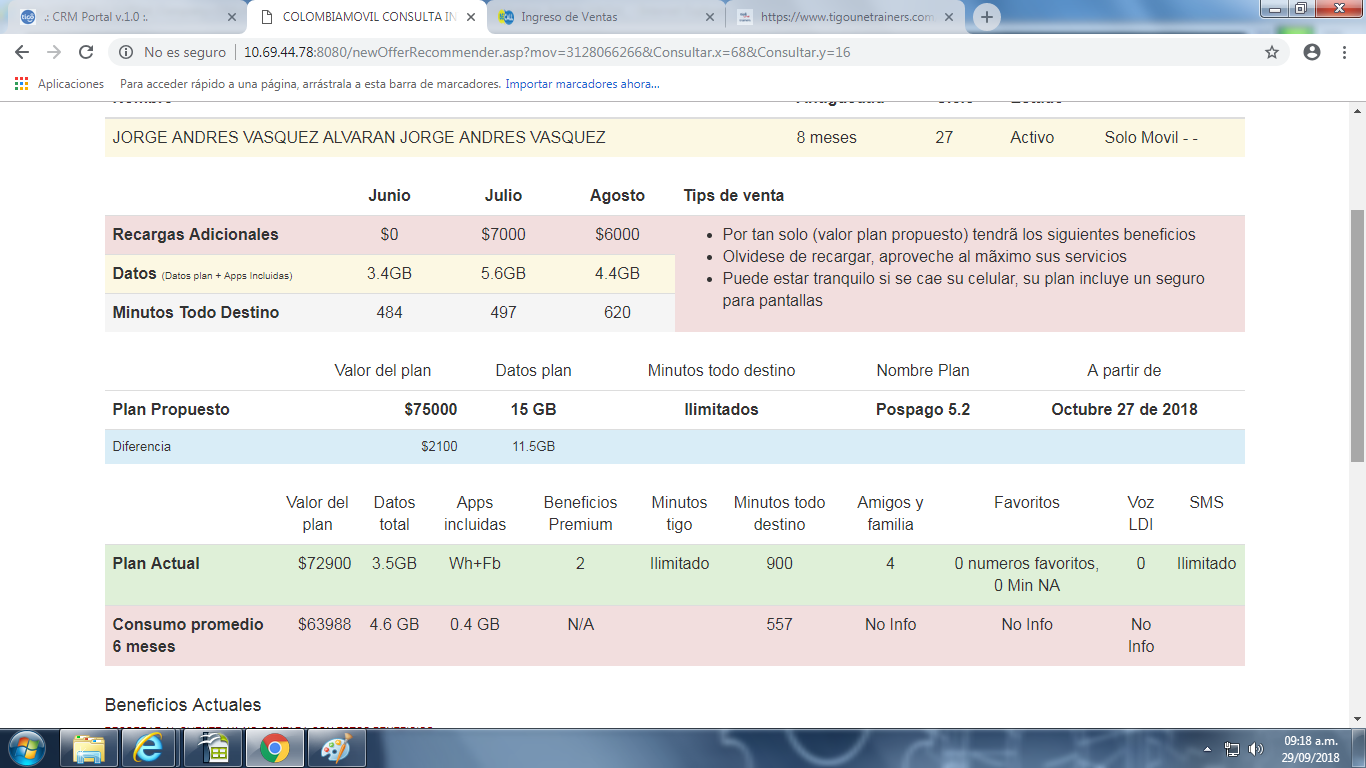 .: CRM Portal v.1.0 :.
COLOMBIAMOVIL CONSULTA IN
Ingreso de Ventas
https://www.tigounetrainers.com
No es seguro
10.69.44.78:8080/newOfferRecommender.asp?mov=3128066266&Consultar.x=68&Consultar.y=16
Aplicaciones Para acceder rápido a una página, arrástrala a esta barra de marcadores. Importar marcadores ahora...
JORGE ANDRES VASQUEZ ALVARAN JORGE ANDRES VASQUEZ 8 meses 27 Activo Solo Movil - -
Junio Julio Agosto Tips de venta
Recargas Adicionales $0 $7000 $6000
Datos (Datos plan + Apps Incluidas) 3.4GB 5.6GB 4.4GB
Minutos Todo Destino 484 497 620
Por tan solo (valor plan propuesto) tendrã los siguientes beneficios
Olvidese de recargar, aproveche al mãximo sus servicios
Puede estar tranquilo si se cae su celular, su plan incluye un seguro
para pantallas
Valor del plan Datos plan Minutos todo destino Nombre Plan A partir de
Plan Propuesto $75000 15 GB Ilimitados Pospago 5.2 Octubre 27 de 2018
Diferencia $2100 11.5GB
Valor del plan Datos total Apps incluidas Beneficios Premium Minutos tigo Minutos todo destino Amigos y familia Favoritos Voz LDI SMS
Plan Actual $72900 3.5GB Wh+Fb 2 Ilimitado 900 4 0 numeros favoritos, 0 Min NA 0 Ilimitado
Consumo promedio 6 meses $63988 4.6 GB 0.4 GB N/A 557 No Info No Info No Info
Beneficios Actuales
09:18 a.m.
29/09/2018